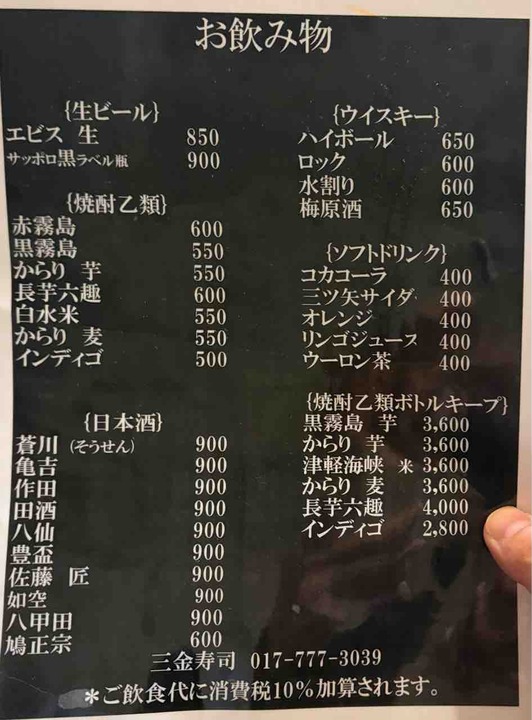 お飲み物
{生ビール}
エビス 生 850
サッポロ黒ラベル瓶 900
{焼酎乙類}
赤霧島 600
黒霧島 550
からり 芋 550
長芋六趣 600
白水米 550
からり 麦 550
インディゴ 500
{日本酒}
蒼川 (そうせん) 900
亀吉 900
作田 900
田酒 900
八仙 900
豊盃 900
佐藤 匠 900
如空 900
八甲田 900
鳩正宗 600
{ウイスキー}
ハイボール 650
ロック 600
水割り 600
梅原酒 650
{ソフトドリンク}
コカコーラ 400
三ツ矢サイダ 400
オレンジ 400
リンゴジュース 400
ウーロン茶 400
{焼酎乙類ボトルキープ}
黒霧島 芋 3,600
からり 芋 3,600
津軽海峡 米 3,600
からり 麦 3,600
長芋六趣 4,000
インディゴ 2,800
三金寿司 017-777-3039
*ご飲食代に消費税10%加算されます。